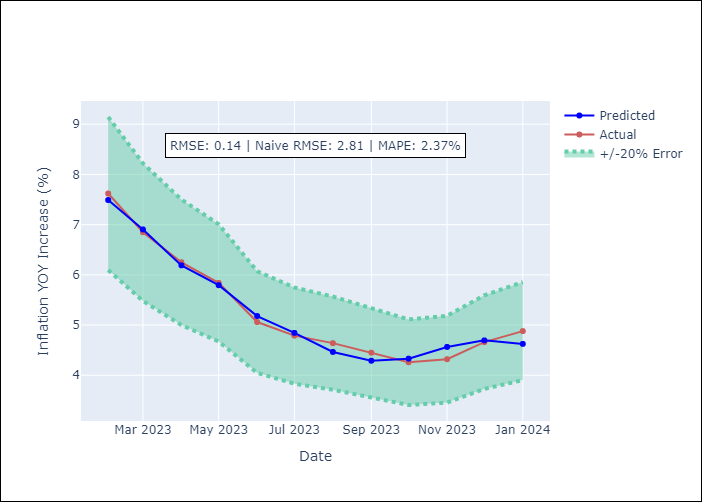 RMSE: 0.14 | Naive RMSE: 2.81 | MAPE: 2.37%
Predicted
Actual
+/-20% Error
Inflation YOY Increase (%)
9
8
7
6
5
4
Mar 2023 May 2023 Jul 2023 Sep 2023 Nov 2023 Jan 2024
Date